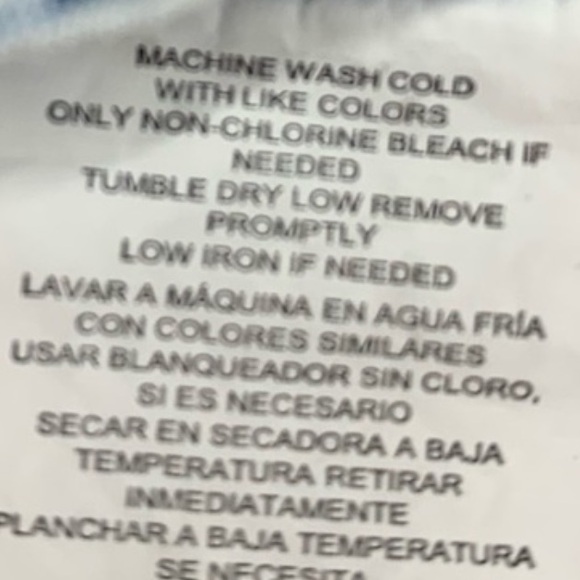 MACHINE WASH COLD
WITH LIKE COLORS
ONLY NON-CHLORINE BLEACH IF
NEEDED
TUMBLE DRY LOW REMOVE
PROMPTLY
LOW IRON IF NEEDED
LAVAR A MÁQUINA EN AGUA FRÍA
CON COLORES SIMILARES
USAR BLANQUEADOR SIN CLORO,
SI ES NECESARIO
SECAR EN SECADORA A BAJA
TEMPERATURA RETIRAR
INMEDIATAMENTE
PLANCHAR A BAJA TEMPERATURA
SE NECESITA